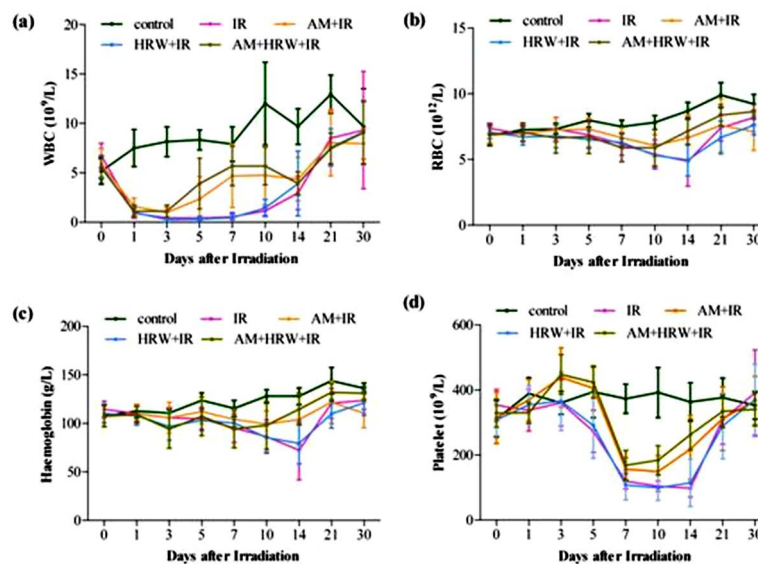 (a)
control IR AM+IR
HRW+IR AM+HRW+IR
WBC (10⁹/L)
20
15
10
5
0
0 1 3 5 7 10 14 21 30
Days after Irradiation
(b)
control IR AM+IR
HRW+IR AM+HRW+IR
RBC (10¹²/L)
15
10
5
0
0 1 3 5 7 10 14 21 30
Days after Irradiation
(c)
control IR AM+IR
HRW+IR AM+HRW+IR
Haemoglobin (g/L)
200
150
100
50
0
0 1 3 5 7 10 14 21 30
Days after Irradiation
(d)
control IR AM+IR
HRW+IR AM+HRW+IR
Platelet (10⁹/L)
600
400
200
0
0 1 3 5 7 10 14 21 30
Days after Irradiation